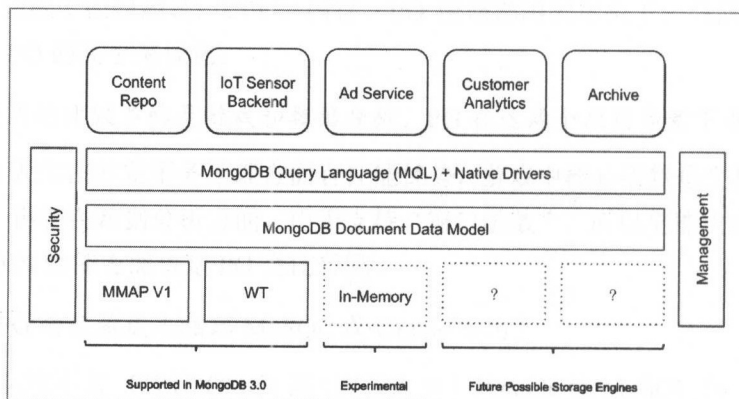 Content
Repo
IoT Sensor
Backend
Ad Service
Customer
Analytics
Archive
Security
MongoDB Query Language (MQL) + Native Drivers
MongoDB Document Data Model
Management
MMAP V1
WT
In-Memory
?
?
Supported in MongoDB 3.0
Experimental
Future Possible Storage Engines